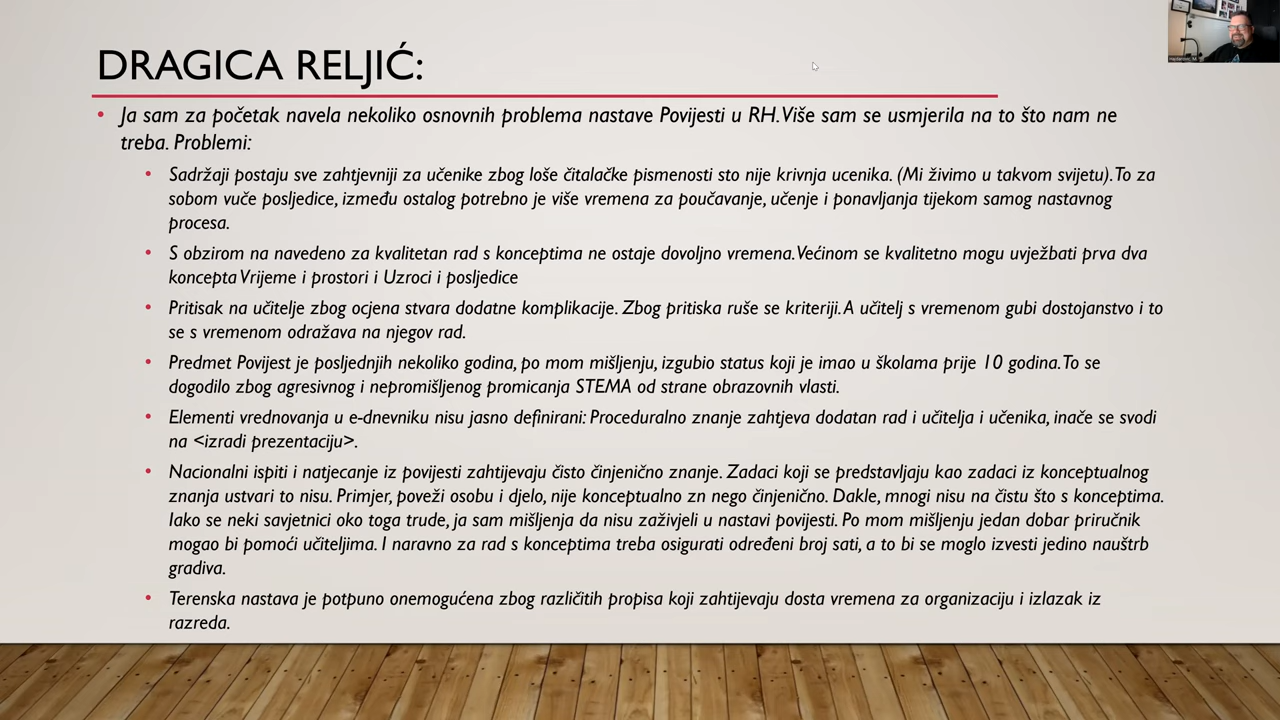 DRAGICA RELJIĆ:
• Ja sam za početak navela nekoliko osnovnih problema nastave Povijesti u RH. Više sam se usmjerila na to što nam ne
treba. Problemi:
• Sadržaji postaju sve zahtjevniji za učenike zbog loše čitalačke pismenosti sto nije krivnja ucenika. (Mi živimo u takvom svijetu). To za
sobom vuče posljedice, između ostalog potrebno je više vremena za poučavanje, učenje i ponavljanja tijekom samog nastavnog
procesa.
• S obzirom na navedeno za kvalitetan rad s konceptima ne ostaje dovoljno vremena. Većinom se kvalitetno mogu uvježbati prva dva
koncepta Vrijeme i prostori i Uzroci i posljedice
• Pritisak na učitelje zbog ocjena stvara dodatne komplikacije. Zbog pritiska ruše se kriteriji. A učitelj s vremenom gubi dostojanstvo i to
se s vremenom odražava na njegov rad.
• Predmet Povijest je posljednjih nekoliko godina, po mom mišljenju, izgubio status koji je imao u školama prije 10 godina. To se
dogodilo zbog agresivnog i nepromišljenog promicanja STEMA od strane obrazovnih vlasti.
• Elementi vrednovanja u e-dnevniku nisu jasno definirani: Proceduralno znanje zahtjeva dodatan rad i učitelja i učenika, inače se svodi
na <izradi prezentaciju>.
• Nacionalni ispiti i natjecanje iz povijesti zahtijevaju čisto činjenično znanje. Zadaci koji se predstavljaju kao zadaci iz konceptualnog
znanja ustvari to nisu. Primjer, poveži osobu i djelo, nije konceptualno zn nego činjenično. Dakle, mnogi nisu na čistu što s konceptima.
Iako se neki savjetnici oko toga trude, ja sam mišljenja da nisu zaživjeli u nastavi povijesti. Po mom mišljenju jedan dobar priručnik
mogao bi pomoći učiteljima. I naravno za rad s konceptima treba osigurati određeni broj sati, a to bi se moglo izvesti jedino nauštrb
gradiva.
• Terenska nastava je potpuno onemogućena zbog različitih propisa koji zahtijevaju dosta vremena za organizaciju i izlazak iz
razreda.